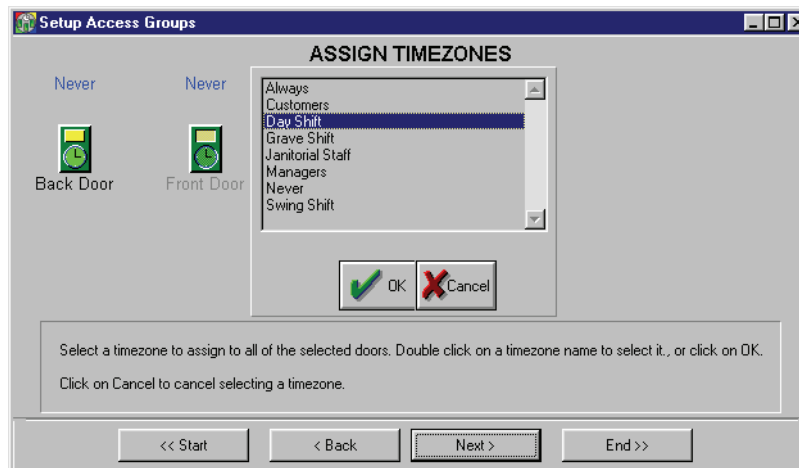 Setup Access Groups
ASSIGN TIMEZONES
Never
Never
Back Door
Front Door
Always
Customers
Day Shift
Grave Shift
Janitorial Staff
Managers
Never
Swing Shift
OK
Cancel
Select a timezone to assign to all of the selected doors. Double click on a timezone name to select it., or click on OK.
Click on Cancel to cancel selecting a timezone.
<< Start
< Back
Next >
End >>